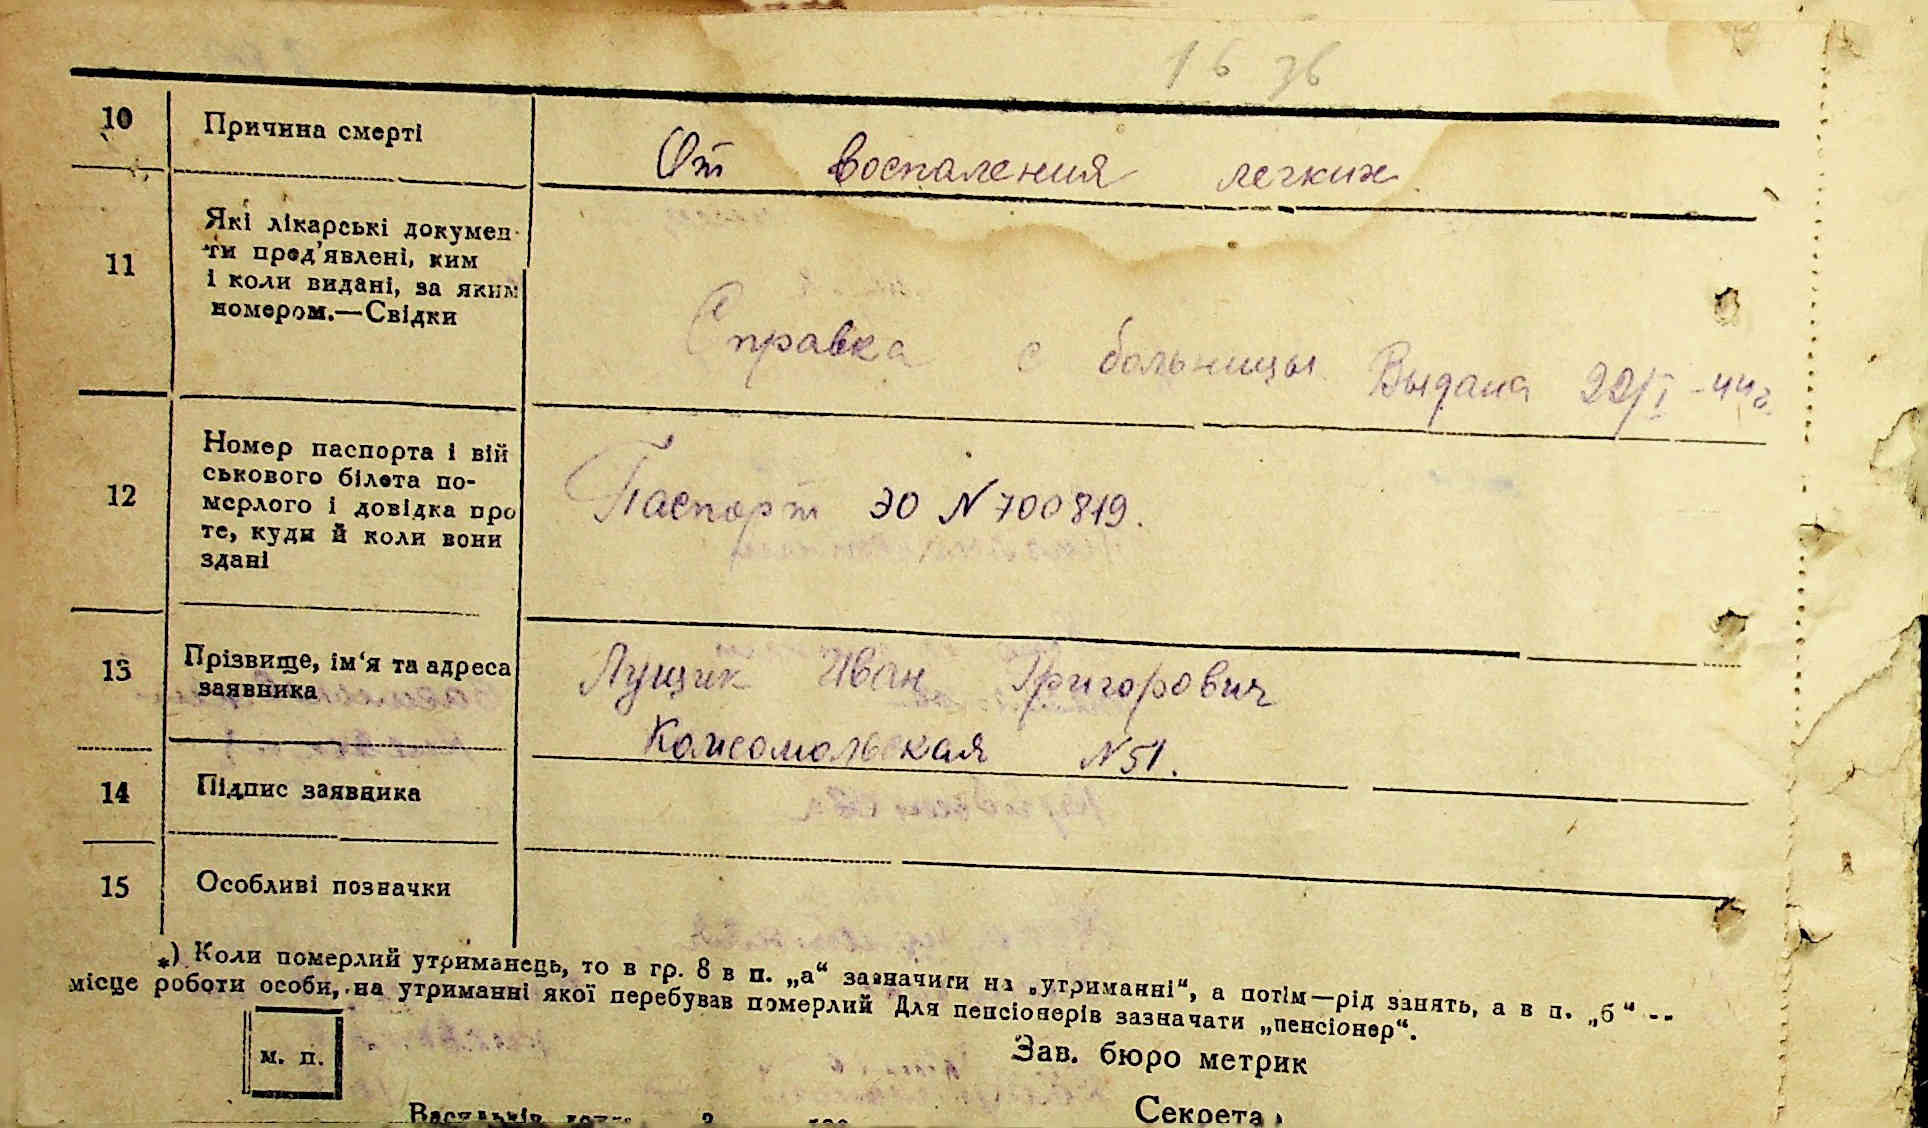 16 36
10 Причина смерті От воспаления легких
11 Які лікарські докумен-
ти пред'явлені, ким
і коли видані, за яким
номером.—Свідки
Справка с больницы Выдана 22/I -44г.
12 Номер паспорта і вій
ськового білета по-
мерлого і довідка про
те, куди й коли вони
здані
Паспорт ЭО N 700819.
13 Прізвище, ім'я та адреса
заявника
Лущик Иван Григорович
Комсомольская N51.
14 Підпис заявника
15 Особливі позначки
*) Коли померлий утриманець, то в гр. 8 в п. „а“ зазначити на „утриманні“, а потім—рід занять, а в п. „б“ --
місце роботи особи, на утриманні якої перебував померлий Для пенсіонерів зазначати „пенсіонер“.
м. п.
Зав. бюро метрик
Секрета